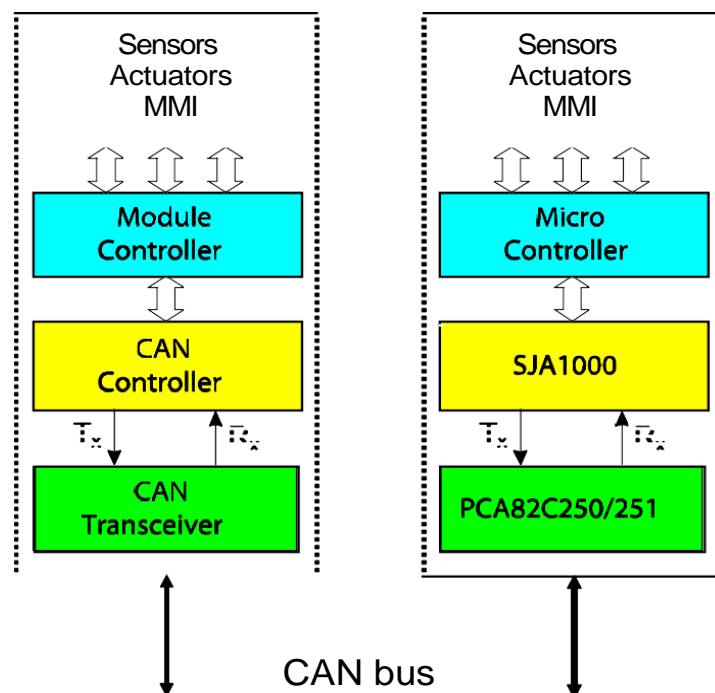 Sensors
Actuators
MMI
Module
Controller
CAN
Controller
Tx
Rx
CAN
Transceiver
Sensors
Actuators
MMI
Micro
Controller
SJA1000
Tx
Rx
PCA82C250/251
CAN bus